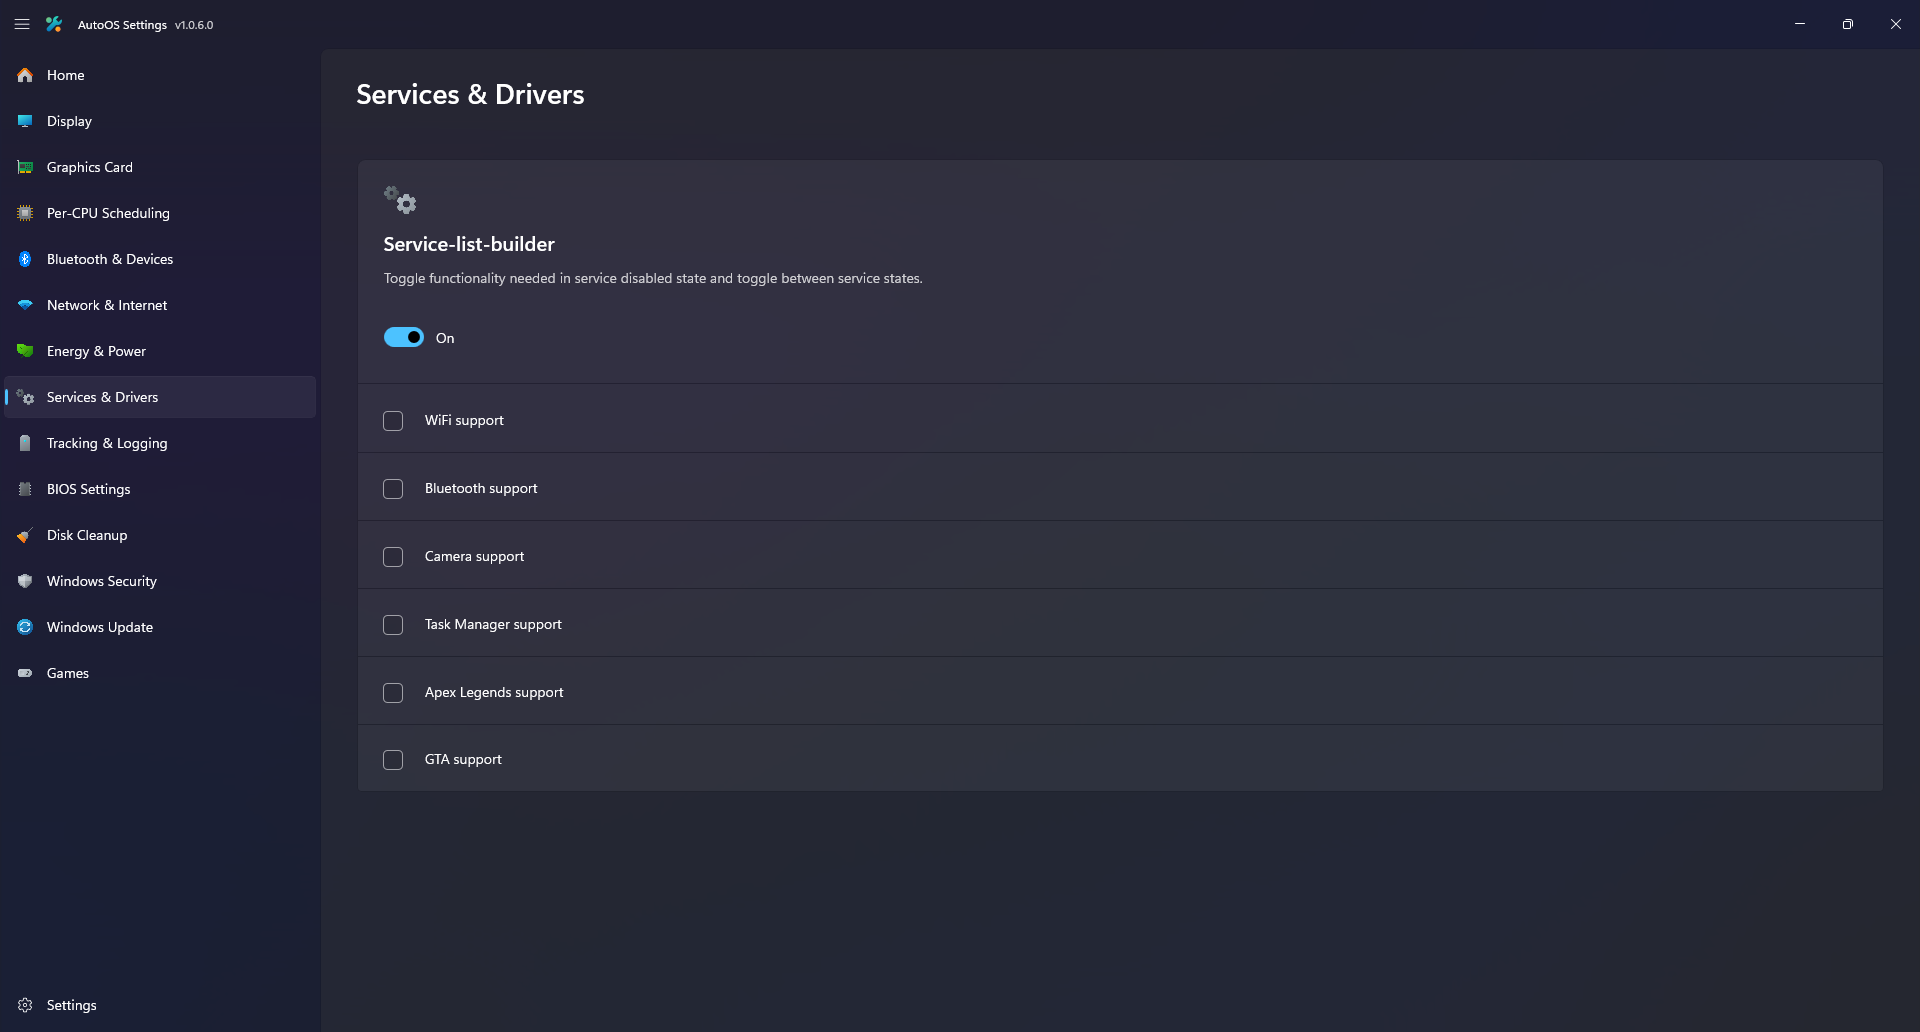 AutoOS Settings v1.0.6.0
Home
Display
Graphics Card
Per-CPU Scheduling
Bluetooth & Devices
Network & Internet
Energy & Power
Services & Drivers
Tracking & Logging
BIOS Settings
Disk Cleanup
Windows Security
Windows Update
Games
Settings
Services & Drivers
Service-list-builder
Toggle functionality needed in service disabled state and toggle between service states.
On
WiFi support
Bluetooth support
Camera support
Task Manager support
Apex Legends support
GTA support